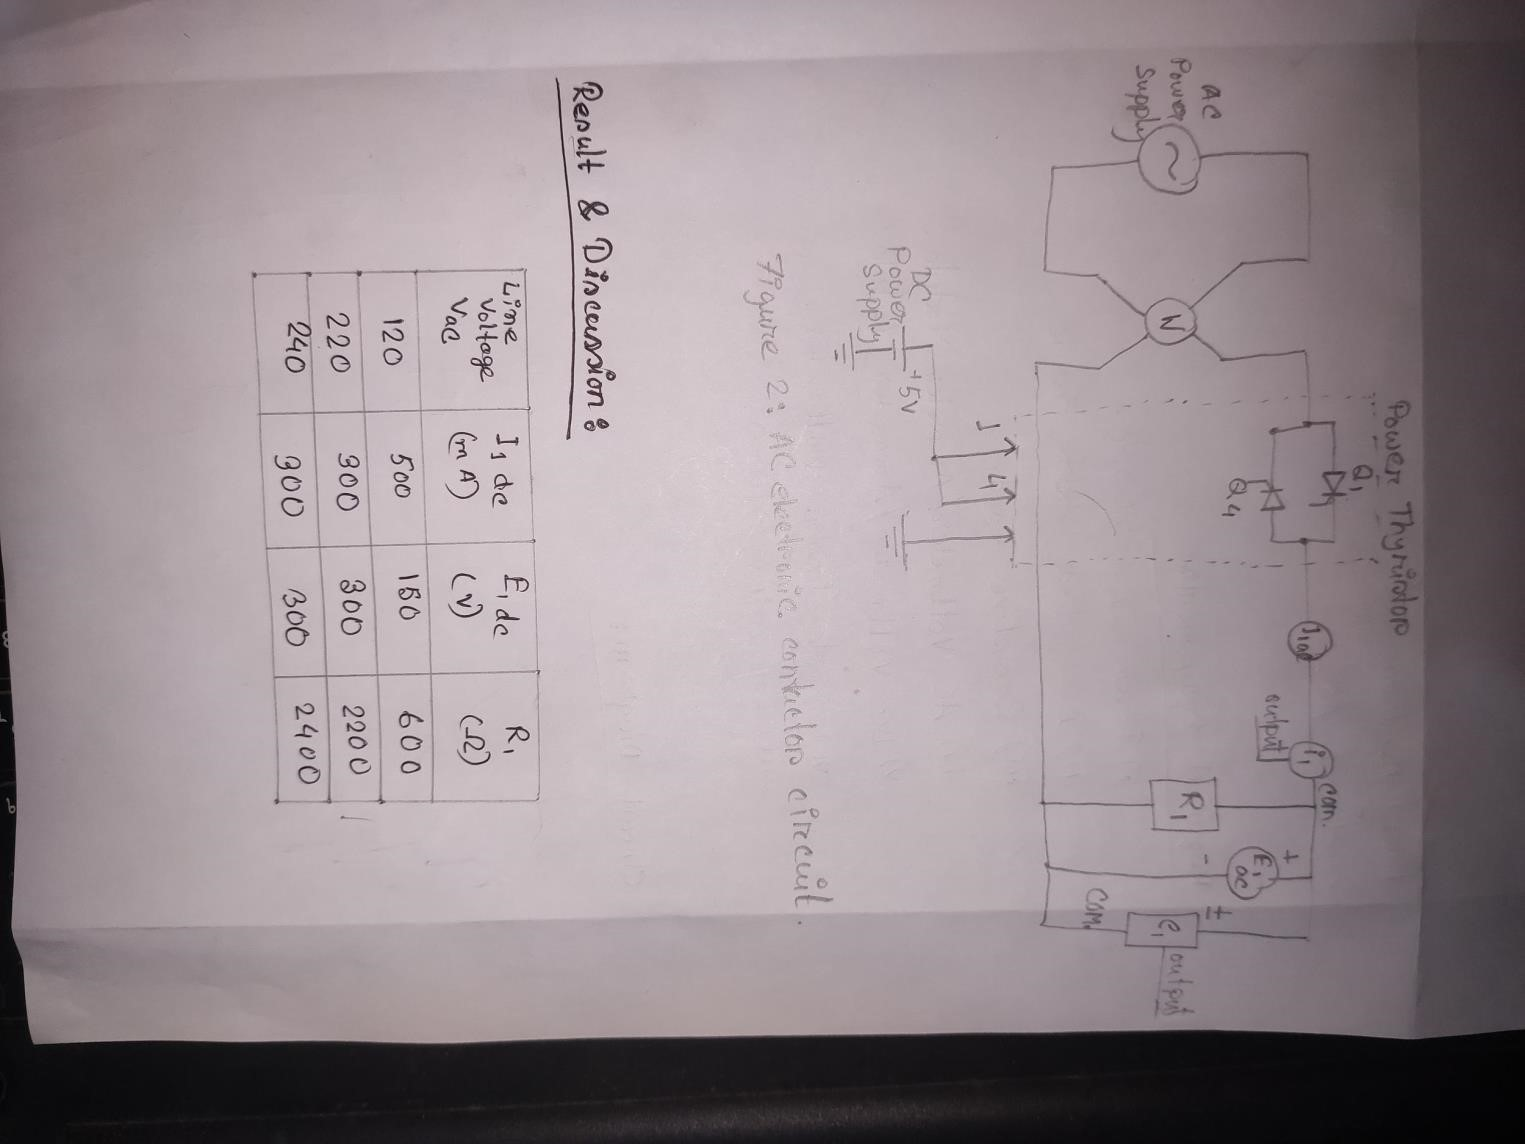 Power Thyristor
Q1
Q4
AC
Power
Supply
W
I1ac
i1
com.
output
R1
+
E1
ac
-
+
e1
output
COM.
1
4
+5V
DC
Power
Supply
Figure 2: AC electronic contactor circuit.
Result & Discussion:
Line Voltage Vac I1 dc (mA) E1 dc (V) R1 (Ω)
120 500 150 600
220 300 300 2200
240 300 300 2400